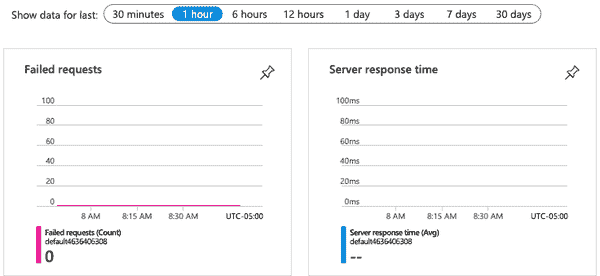 Show data for last: 30 minutes 1 hour 6 hours 12 hours 1 day 3 days 7 days 30 days
Failed requests
100
80
60
40
20
0
8 AM 8:15 AM 8:30 AM UTC-05:00
Failed requests (Count)
default4636406308
0
Server response time
100ms
80ms
60ms
40ms
20ms
0ms
8 AM 8:15 AM 8:30 AM UTC-05:00
Server response time (Avg)
default4636406308
--